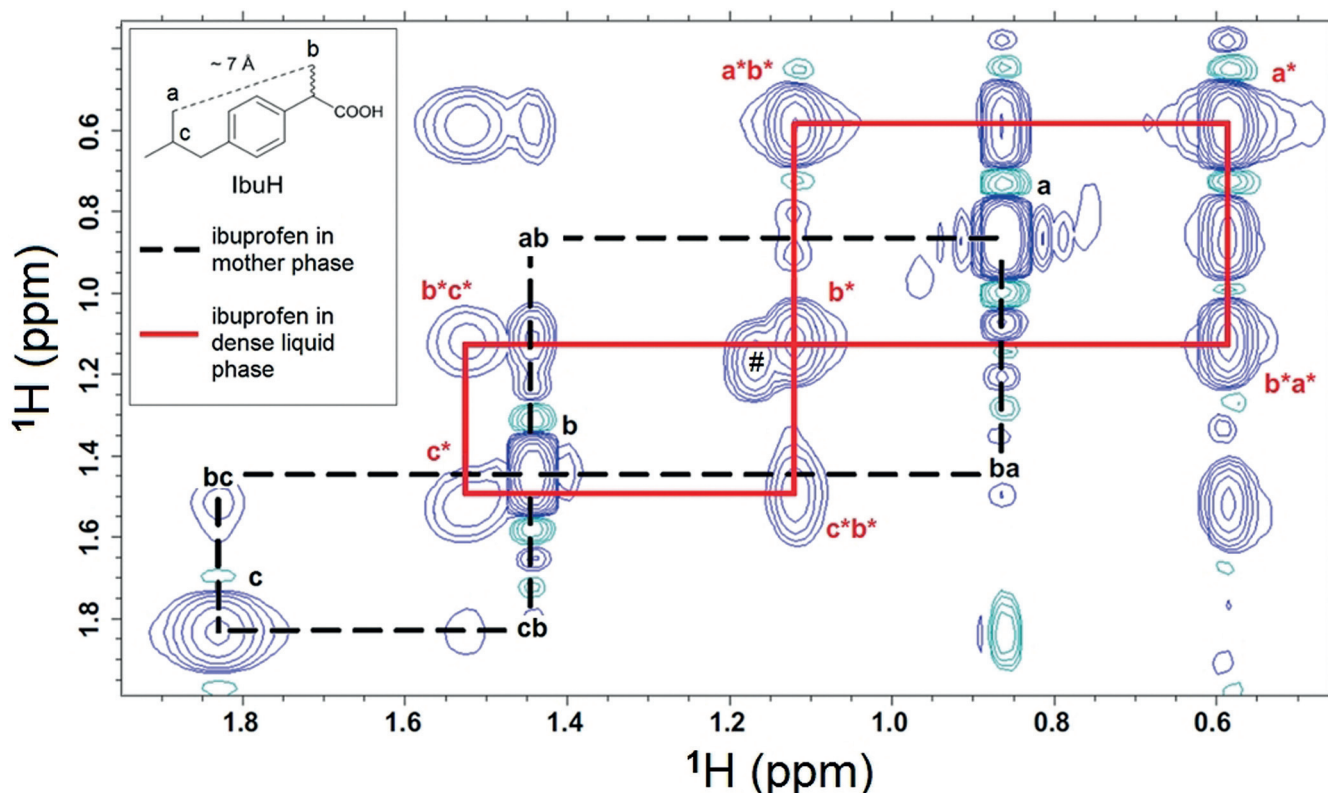 b
~ 7 Å
a
c
COOH
IbuH
ibuprofen in
mother phase
ibuprofen in
dense liquid
phase
a*b*
a*
a
ab
b*c*
b*
#
b*a*
c*
b
bc
ba
c*b*
c
cb
0.6
0.8
1.0
1.2
1.4
1.6
1.8
¹H (ppm)
1.8
1.6
1.4
1.2
1.0
0.8
0.6
¹H (ppm)